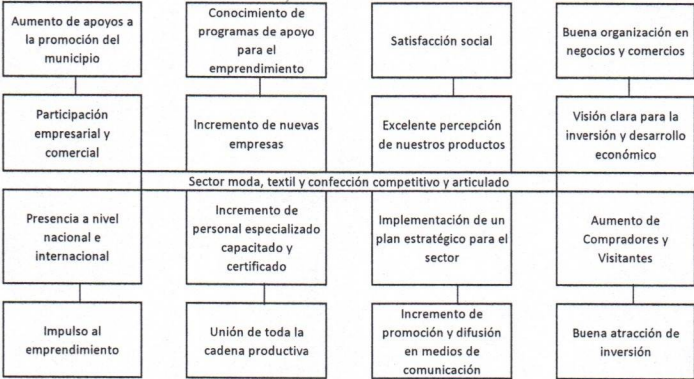 Aumento de apoyos a
la promoción del
municipio
Conocimiento de
programas de apoyo
para el
emprendimiento
Satisfacción social
Buena organización en
negocios y comercios
Participación
empresarial y
comercial
Incremento de nuevas
empresas
Excelente percepción
de nuestros productos
Visión clara para la
inversión y desarrollo
económico
Sector moda, textil y confección competitivo y articulado
Presencia a nivel
nacional e
internacional
Incremento de
personal especializado
capacitado y
certificado
Implementación de un
plan estratégico para el
sector
Aumento de
Compradores y
Visitantes
Impulso al
emprendimiento
Unión de toda la
cadena productiva
Incremento de
promoción y difusión
en medios de
comunicación
Buena atracción de
inversión